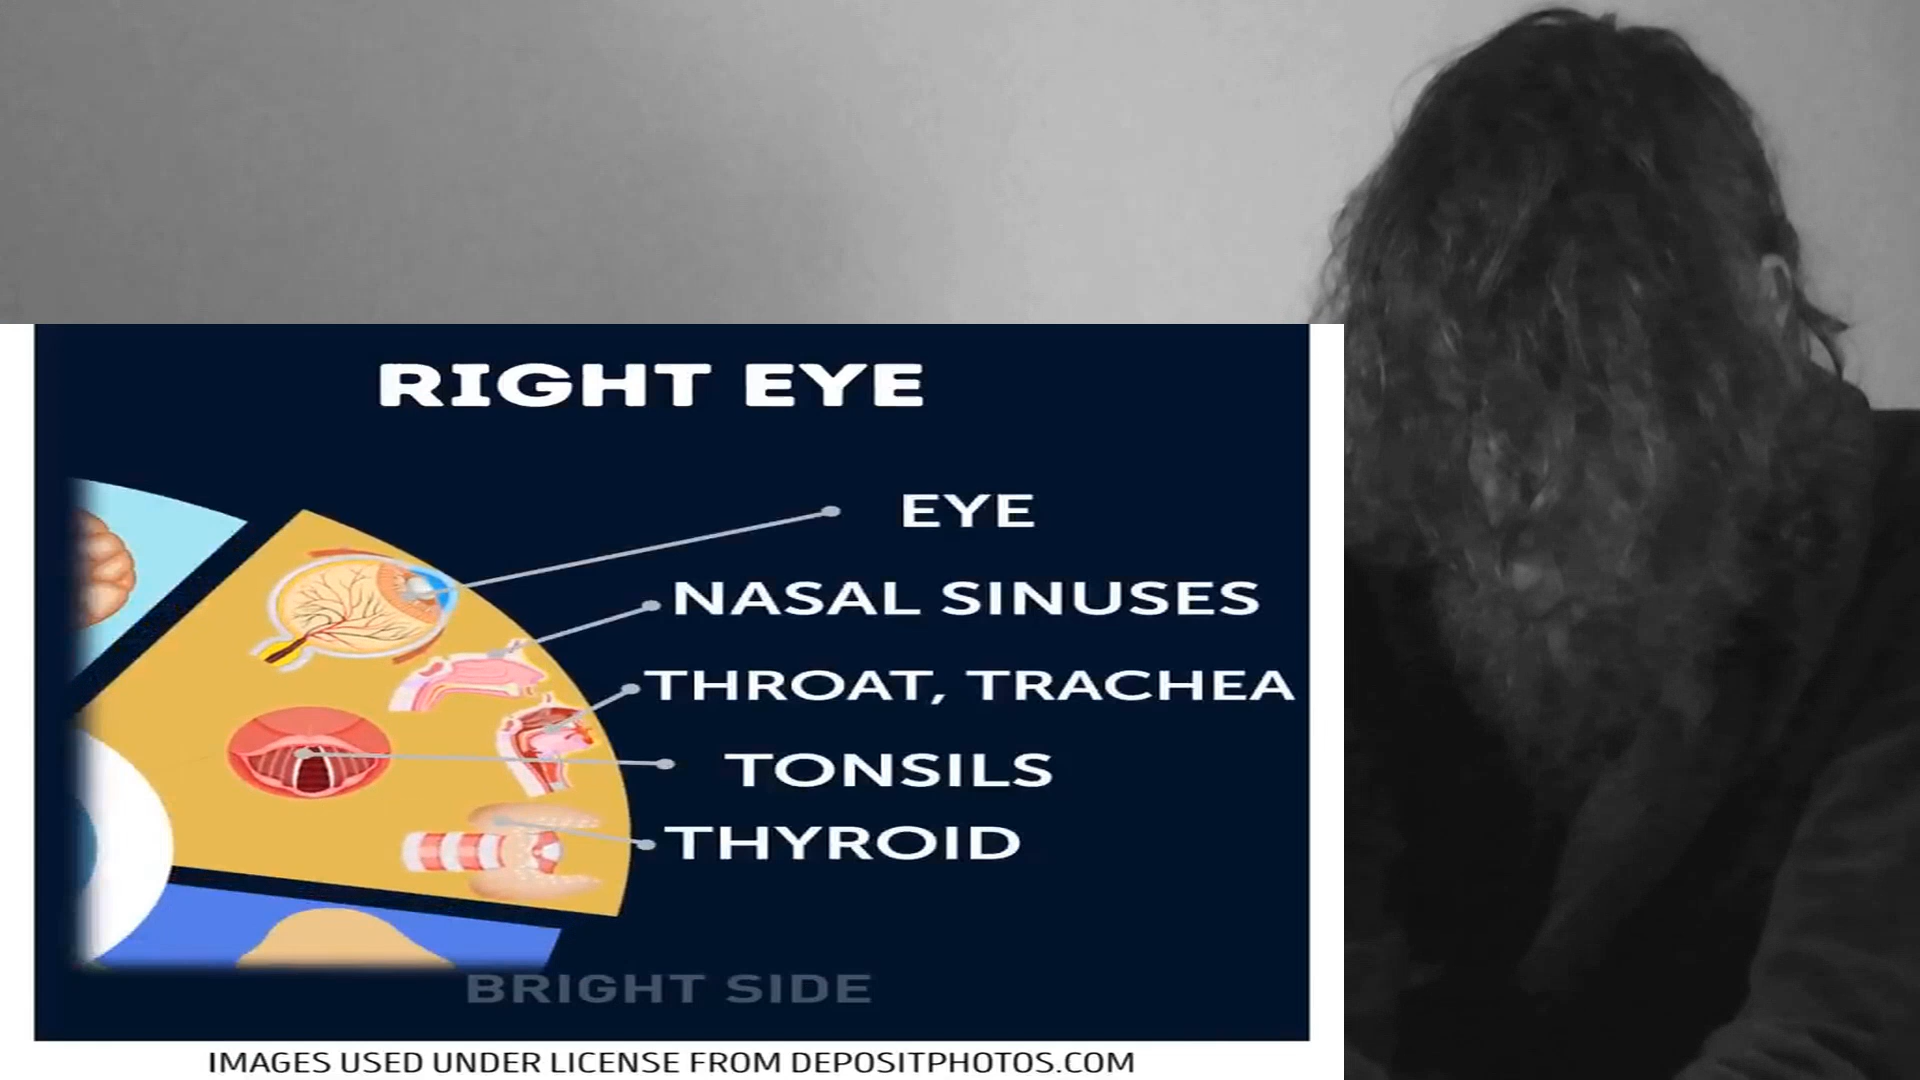 RIGHT EYE
EYE
NASAL SINUSES
THROAT, TRACHEA
TONSILS
THYROID
BRIGHT SIDE
IMAGES USED UNDER LICENSE FROM DEPOSITPHOTOS.COM